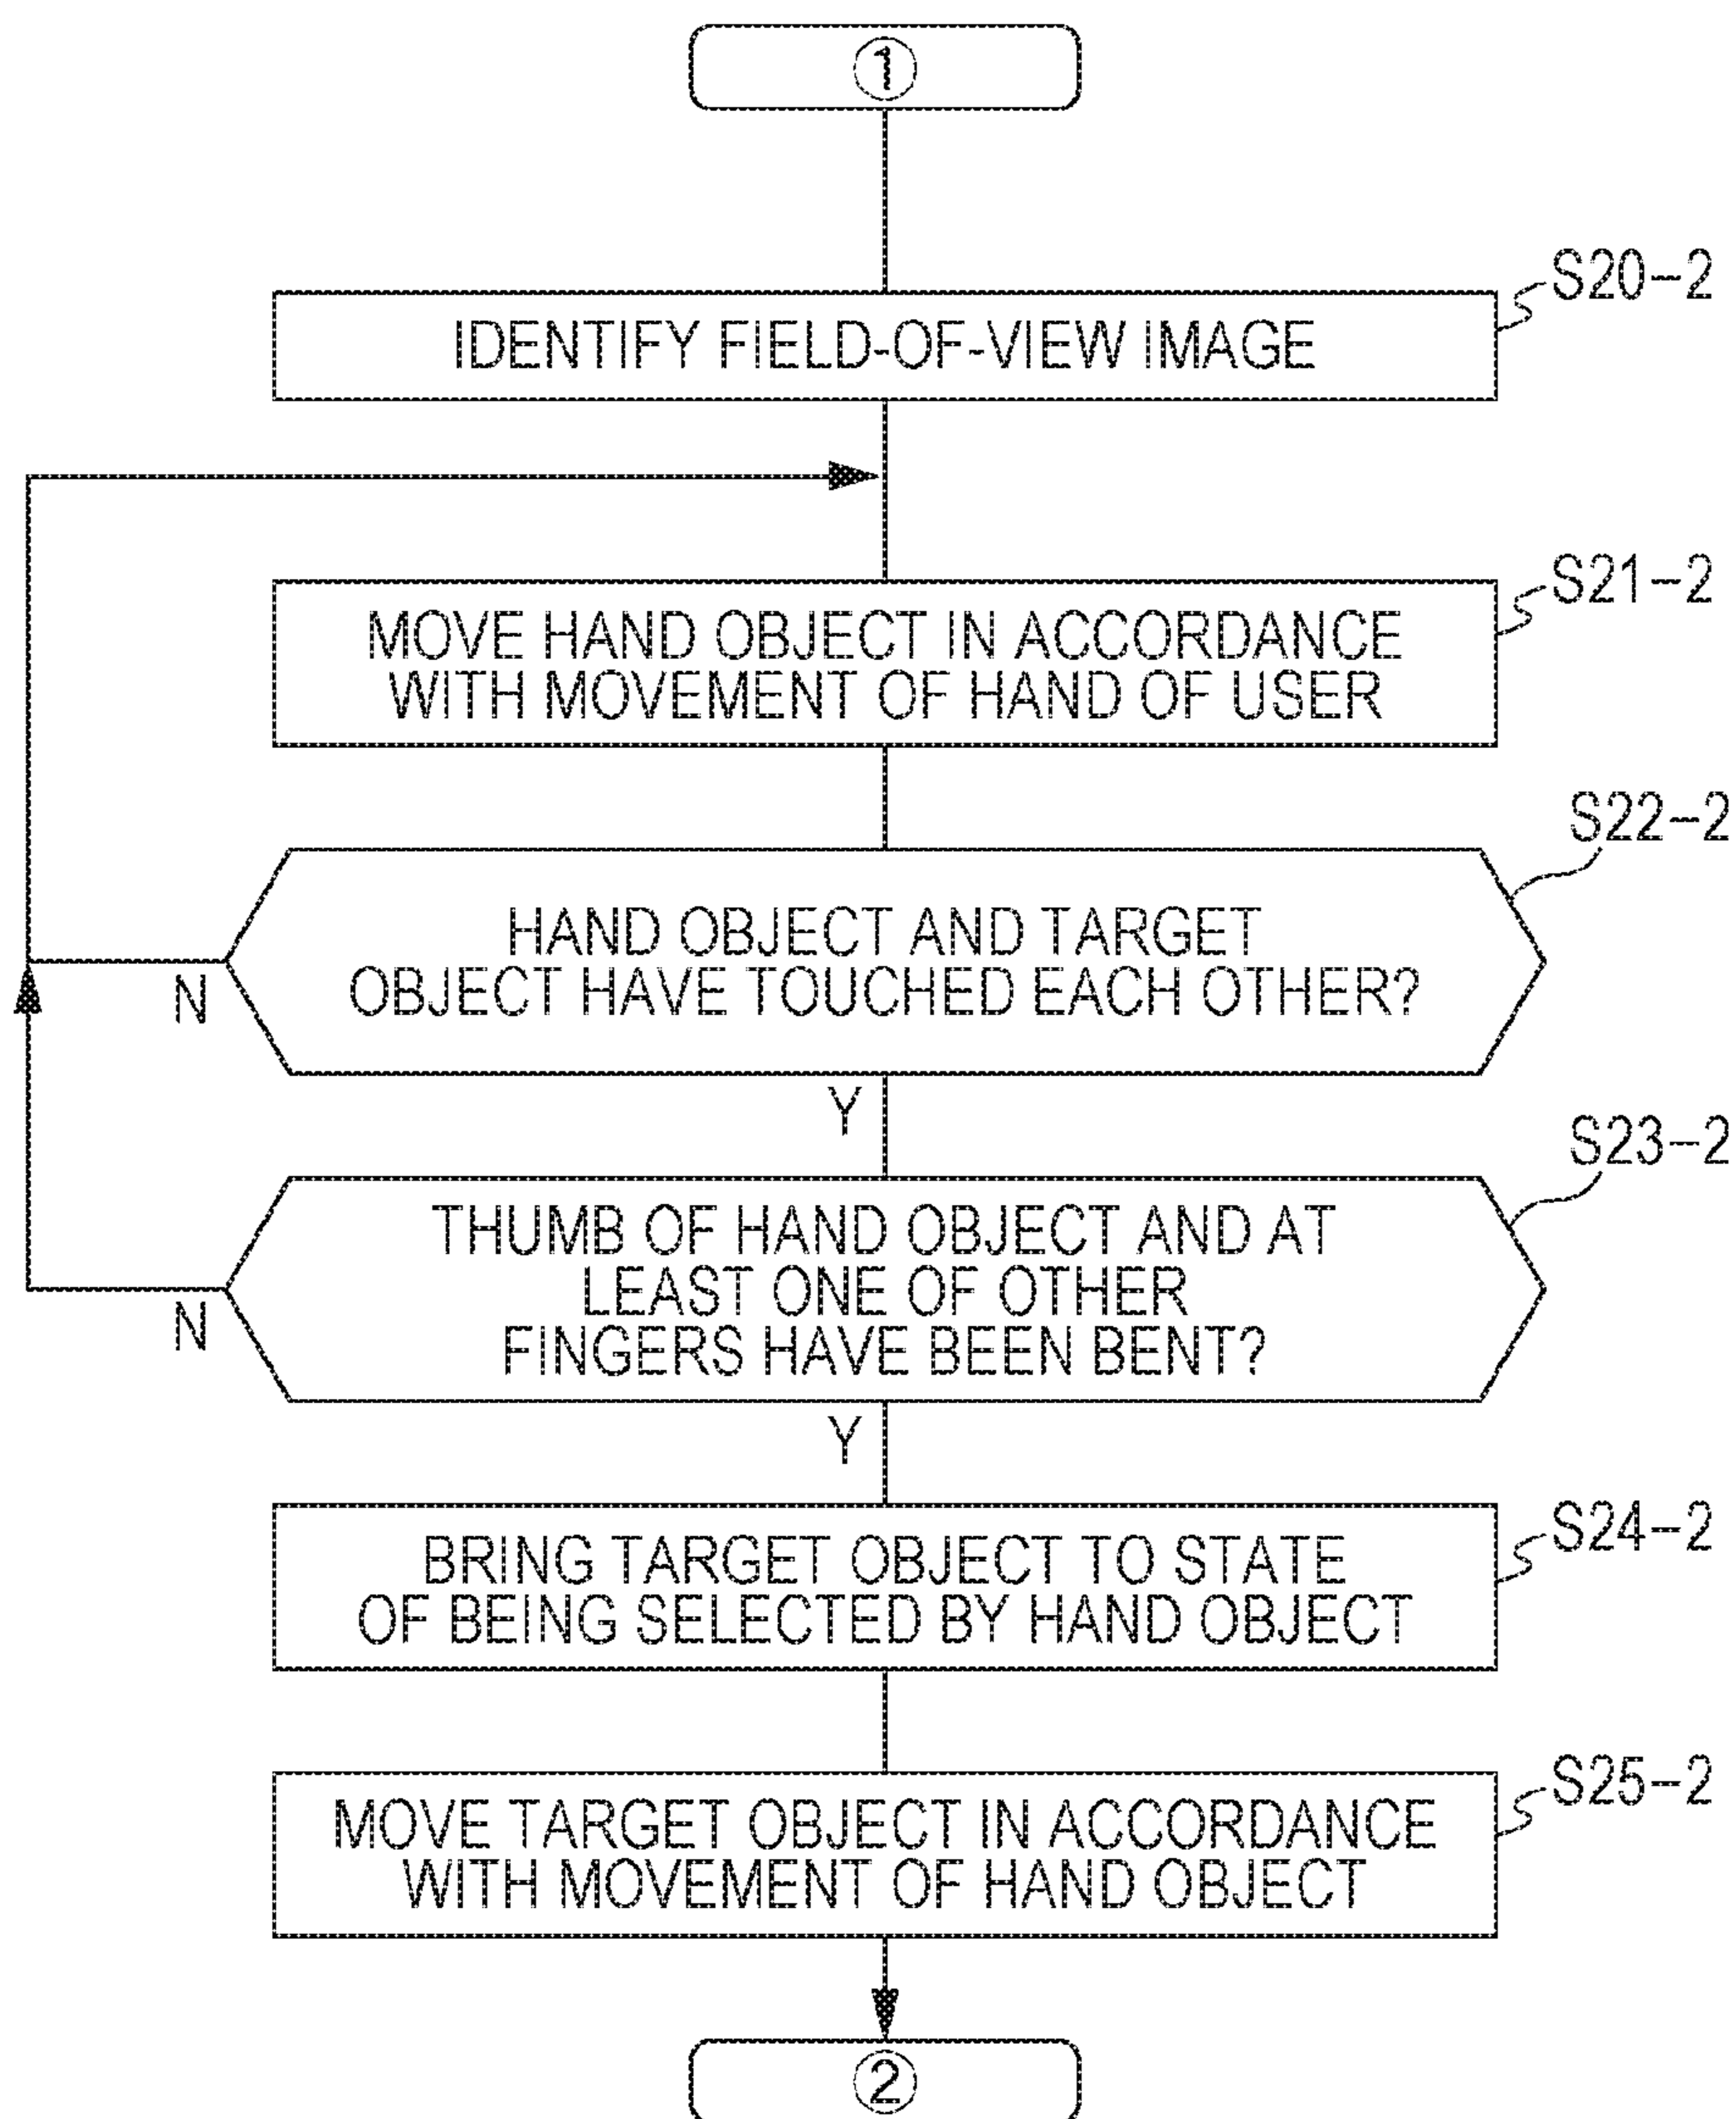 ①
S20-2
IDENTIFY FIELD-OF-VIEW IMAGE
S21-2
MOVE HAND OBJECT IN ACCORDANCE
WITH MOVEMENT OF HAND OF USER
S22-2
HAND OBJECT AND TARGET
OBJECT HAVE TOUCHED EACH OTHER?
N
Y
S23-2
THUMB OF HAND OBJECT AND AT
LEAST ONE OF OTHER
FINGERS HAVE BEEN BENT?
N
Y
S24-2
BRING TARGET OBJECT TO STATE
OF BEING SELECTED BY HAND OBJECT
S25-2
MOVE TARGET OBJECT IN ACCORDANCE
WITH MOVEMENT OF HAND OBJECT
②